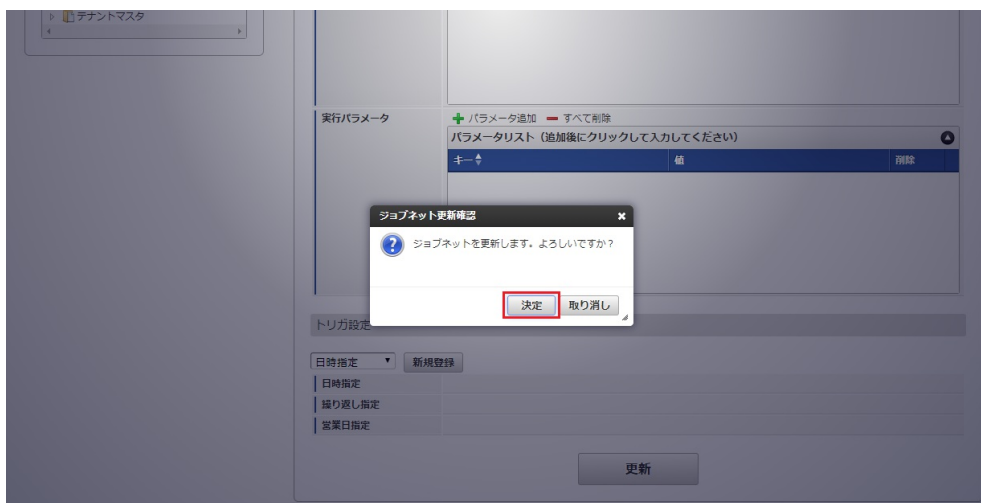 テナントマスタ
実行パラメータ
パラメータ追加 すべて削除
パラメータリスト（追加後にクリックして入力してください）
キー 値 削除
ジョブネット更新確認
ジョブネットを更新します。よろしいですか？
決定 取り消し
トリガ設定
日時指定 新規登録
日時指定
繰り返し指定
営業日指定
更新